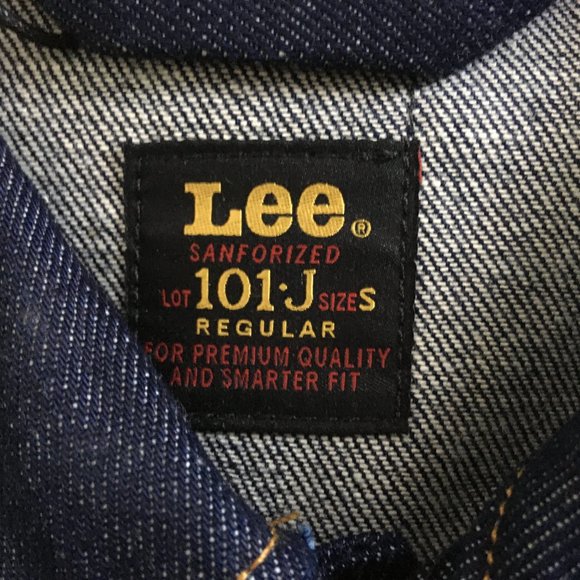 Lee®
SANFORIZED
LOT 101·J SIZE S
REGULAR
FOR PREMIUM QUALITY
AND SMARTER FIT